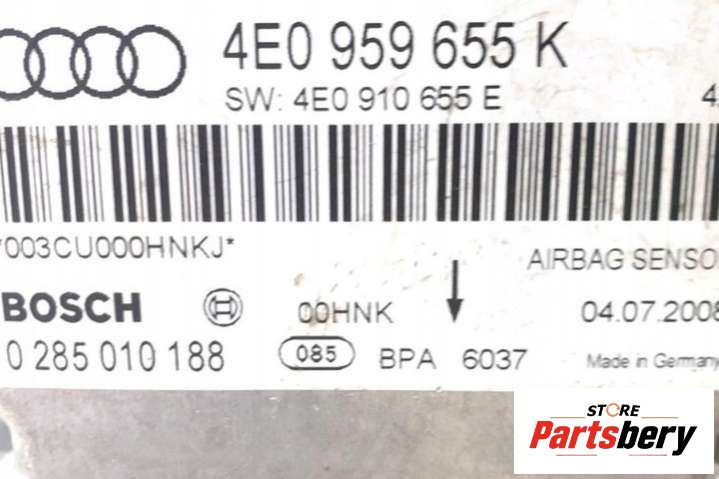 4E0 959 655 K
SW: 4E0 910 655 E
*003CU000HNKJ*
AIRBAG SENSO
BOSCH
00HNK
04.07.2008
0 285 010 188
085
BPA 6037
Made in Germany
STORE
Partsbery